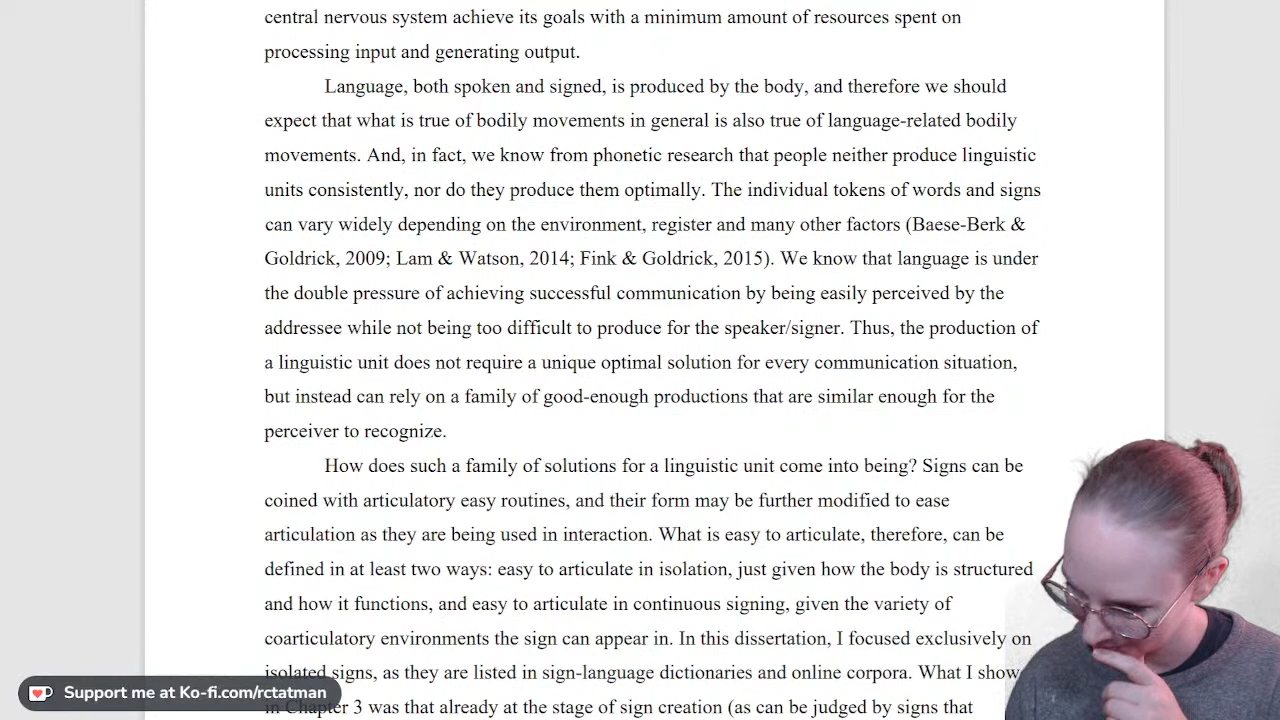 central nervous system achieve its goals with a minimum amount of resources spent on
processing input and generating output.
Language, both spoken and signed, is produced by the body, and therefore we should
expect that what is true of bodily movements in general is also true of language-related bodily
movements. And, in fact, we know from phonetic research that people neither produce linguistic
units consistently, nor do they produce them optimally. The individual tokens of words and signs
can vary widely depending on the environment, register and many other factors (Baese-Berk &
Goldrick, 2009; Lam & Watson, 2014; Fink & Goldrick, 2015). We know that language is under
the double pressure of achieving successful communication by being easily perceived by the
addressee while not being too difficult to produce for the speaker/signer. Thus, the production of
a linguistic unit does not require a unique optimal solution for every communication situation,
but instead can rely on a family of good-enough productions that are similar enough for the
perceiver to recognize.
How does such a family of solutions for a linguistic unit come into being? Signs can be
coined with articulatory easy routines, and their form may be further modified to ease
articulation as they are being used in interaction. What is easy to articulate, therefore, can be
defined in at least two ways: easy to articulate in isolation, just given how the body is structured
and how it functions, and easy to articulate in continuous signing, given the variety of
coarticulatory environments the sign can appear in. In this dissertation, I focused exclusively on
isolated signs, as they are listed in sign-language dictionaries and online corpora. What I show
in Chapter 3 was that already at the stage of sign creation (as can be judged by signs that
Support me at Ko-fi.com/rctatman